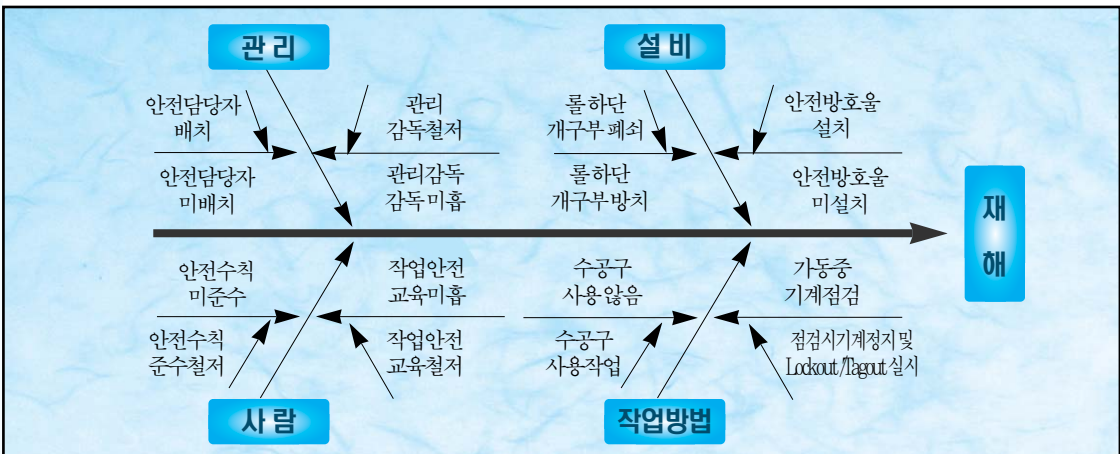 관 리
설 비
안전담당자
배치
관리
감독철저
롤하단
개구부 폐쇠
안전방호울
설치
안전담당자
미배치
관리감독
감독미흡
롤하단
개구부방치
안전방호울
미설치
재
해
안전수칙
미준수
작업안전
교육미흡
수공구
사용않음
가동중
기계점검
안전수칙
준수철저
작업안전
교육철저
수공구
사용작업
점검시기계정지 및
Lockout/Tagout 실시
사 람
작업방법